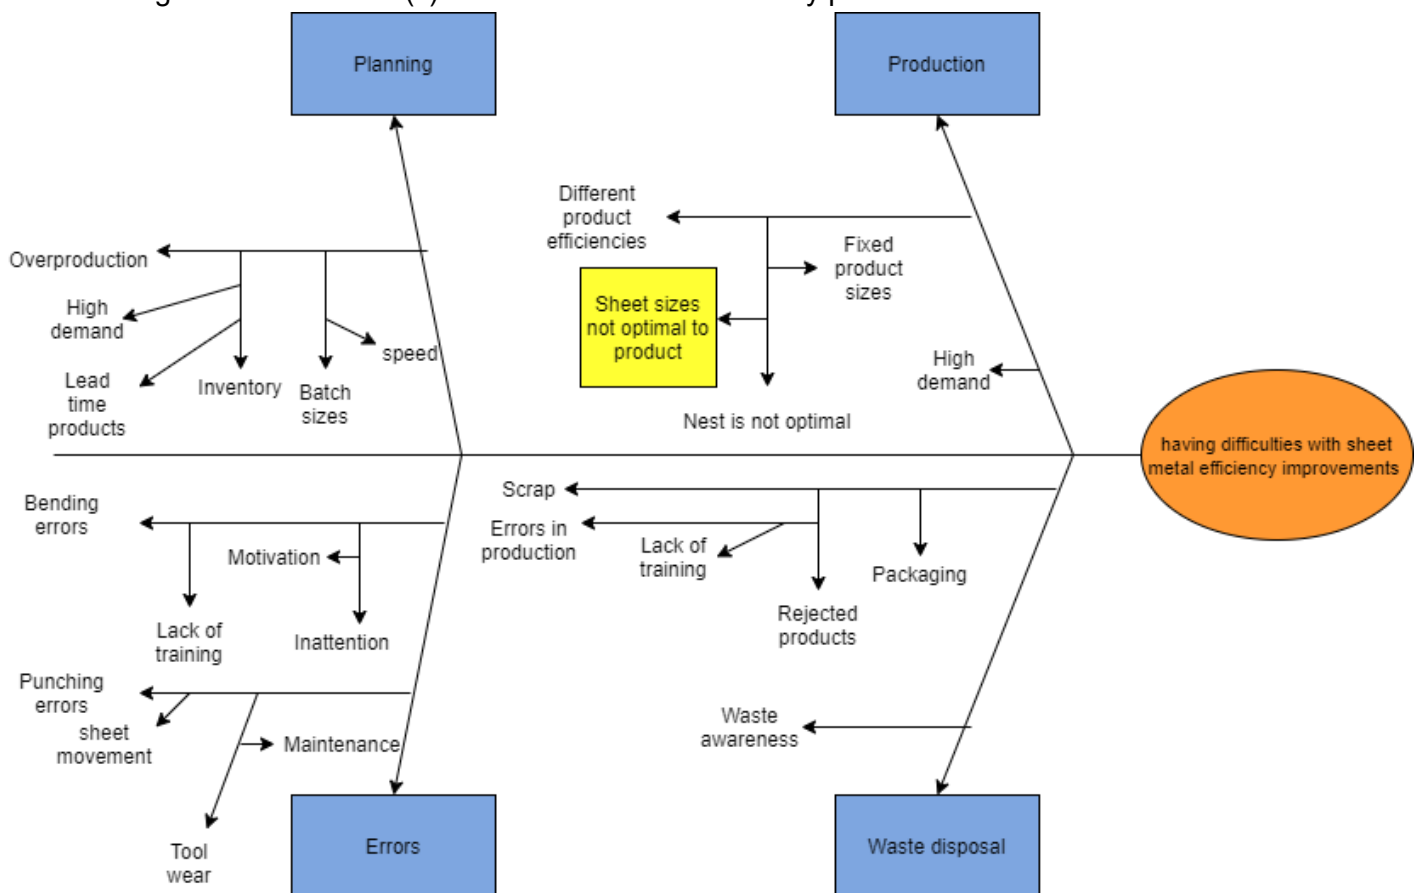 Planning
Production
Different
product
efficiencies
Fixed
product
sizes
Overproduction
High
demand
Sheet sizes
not optimal to
product
speed
High
demand
Lead
time
products
Inventory
Batch
sizes
Nest is not optimal
having difficulties with sheet
metal efficiency improvements
Bending
errors
Scrap
Errors in
production
Motivation
Lack of
training
Packaging
Lack of
training
Inattention
Rejected
products
Punching
errors
sheet
movement
Maintenance
Waste
awareness
Tool
wear
Errors
Waste disposal